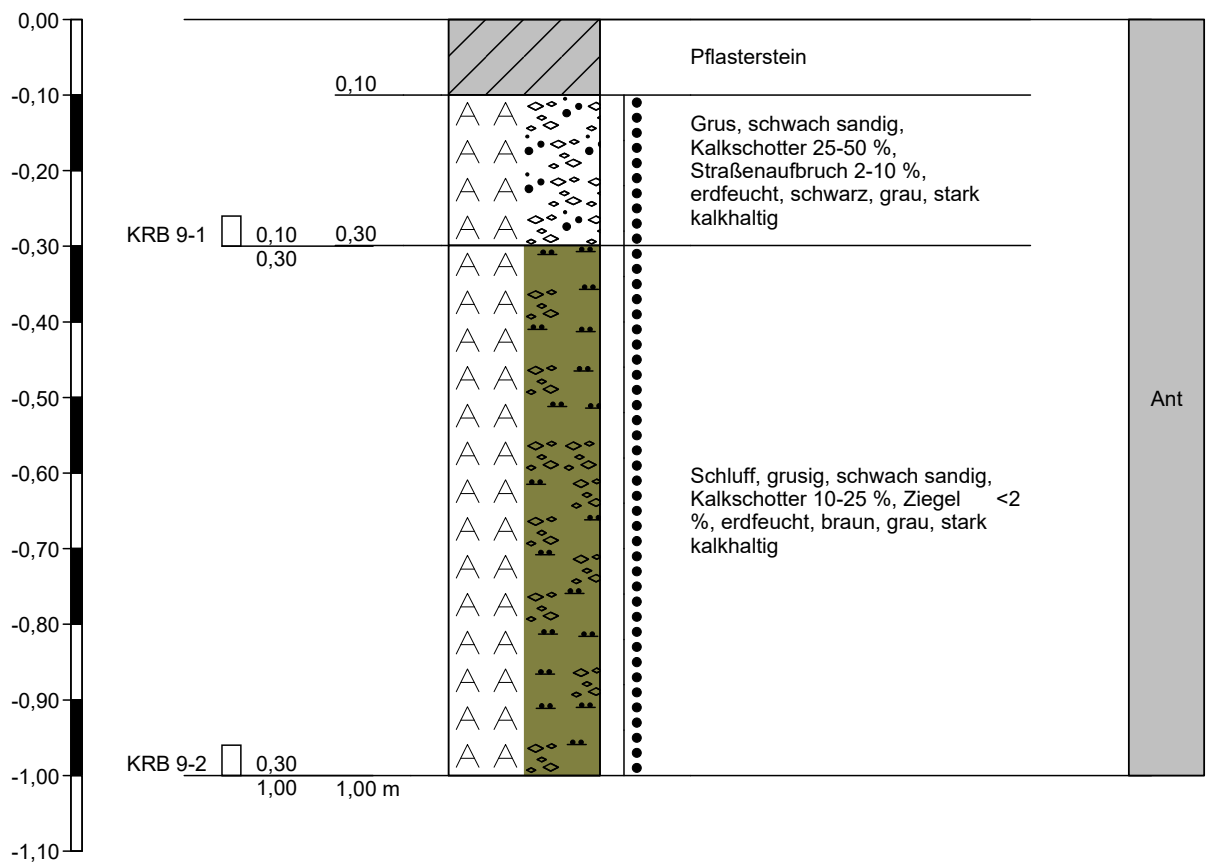 0,00
Pflasterstein
0,10
-0,10
Grus, schwach sandig,
Kalkschotter 25-50 %,
Straßenaufbruch 2-10 %,
erdfeucht, schwarz, grau, stark
kalkhaltig
-0,20
KRB 9-1 0,10 0,30
0,30
-0,30
-0,40
Ant
-0,50
Schluff, grusig, schwach sandig,
Kalkschotter 10-25 %, Ziegel <2
%, erdfeucht, braun, grau, stark
kalkhaltig
-0,60
-0,70
-0,80
-0,90
KRB 9-2 0,30
1,00 1,00 m
-1,00
-1,10